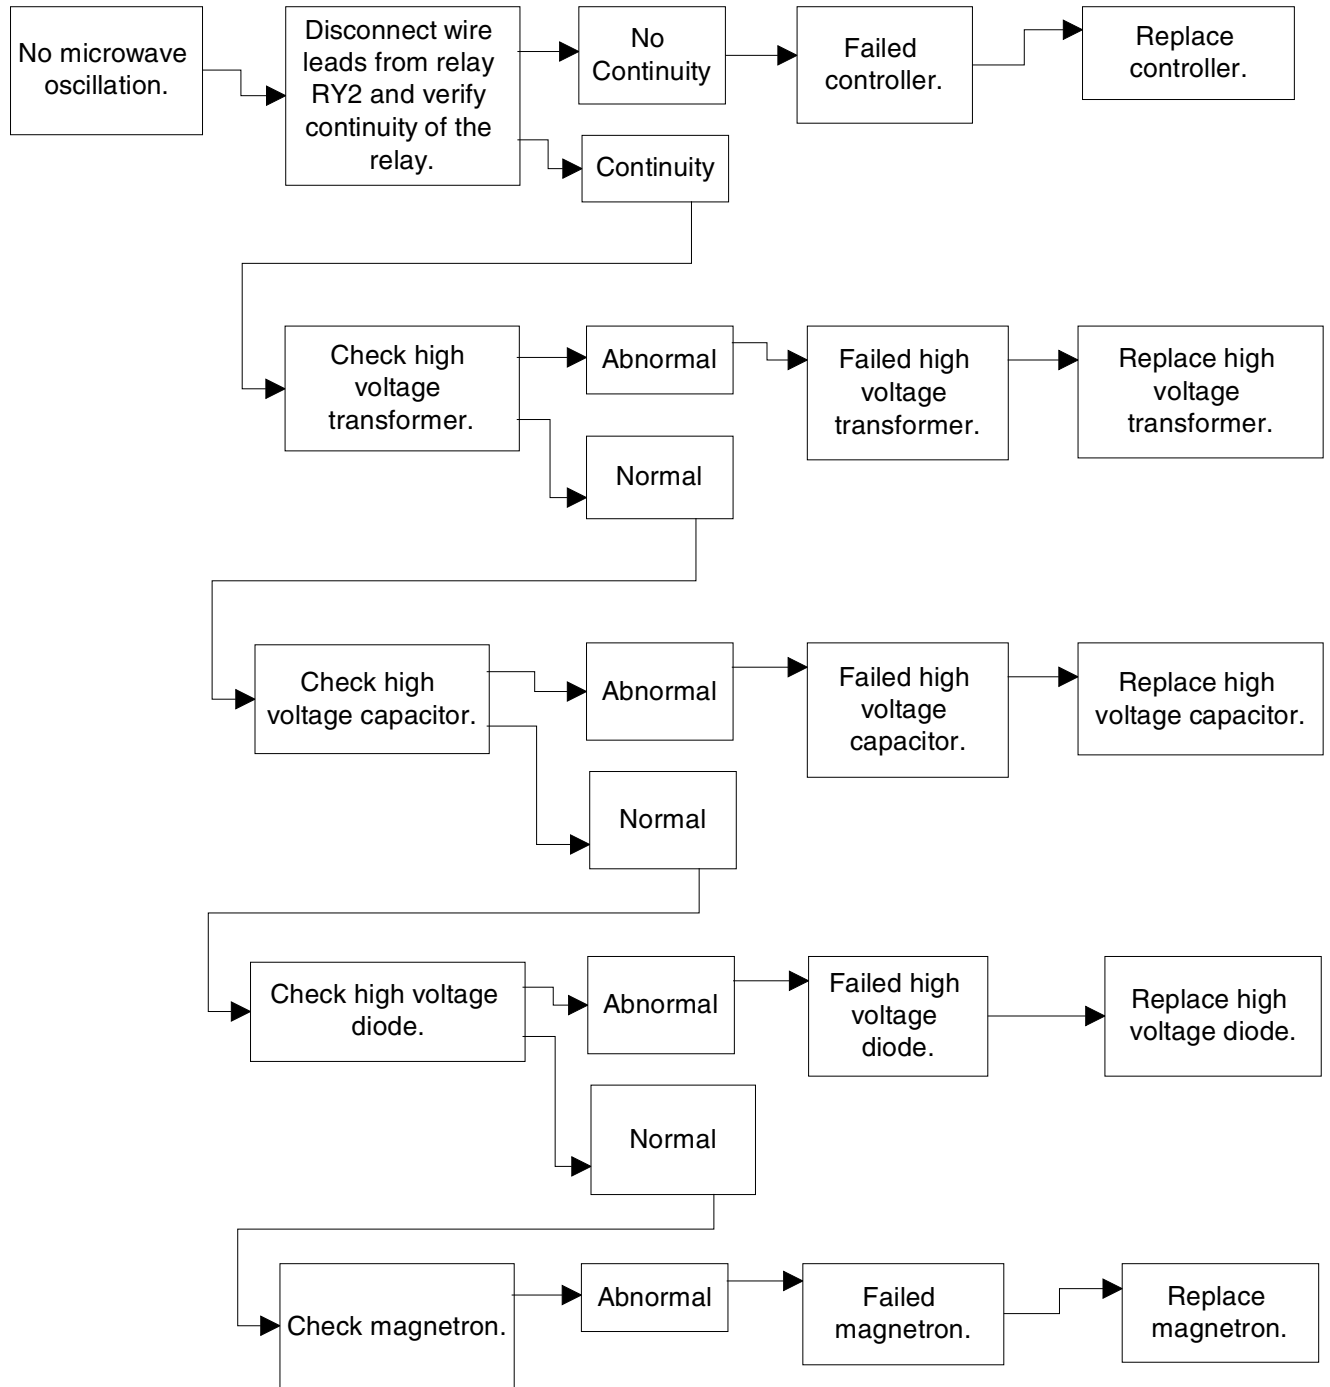 No microwave
oscillation.
Disconnect wire
leads from relay
RY2 and verify
continuity of the
relay.
No
Continuity
Failed
controller.
Replace
controller.
Continuity
Check high
voltage
transformer.
Abnormal
Failed high
voltage
transformer.
Replace high
voltage
transformer.
Normal
Check high
voltage capacitor.
Abnormal
Failed high
voltage
capacitor.
Replace high
voltage capacitor.
Normal
Check high voltage
diode.
Abnormal
Failed high
voltage
diode.
Replace high
voltage diode.
Normal
Check magnetron.
Abnormal
Failed
magnetron.
Replace
magnetron.